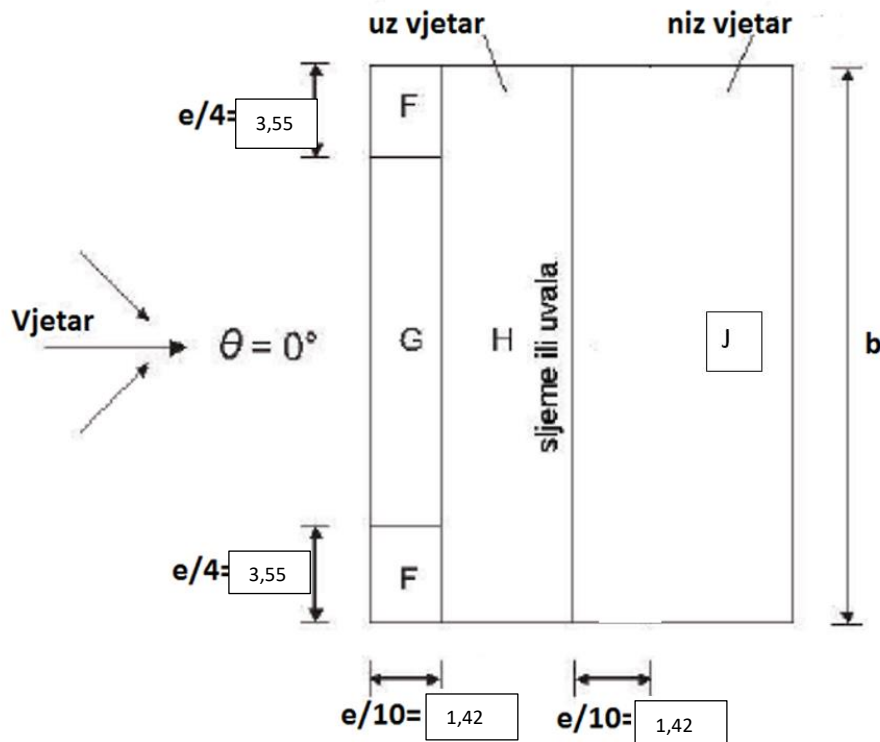 uz vjetar
niz vjetar
F
e/4= 3,55
Vjetar
θ = 0°
G
H
sljeme ili uvala
J
b
e/4= 3,55
F
e/10= 1,42
e/10= 1,42